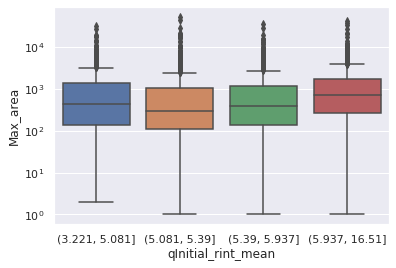 Max_area
10⁴
10³
10²
10¹
10⁰
(3.221, 5.081] (5.081, 5.39] (5.39, 5.937] (5.937, 16.51]
qInitial_rint_mean